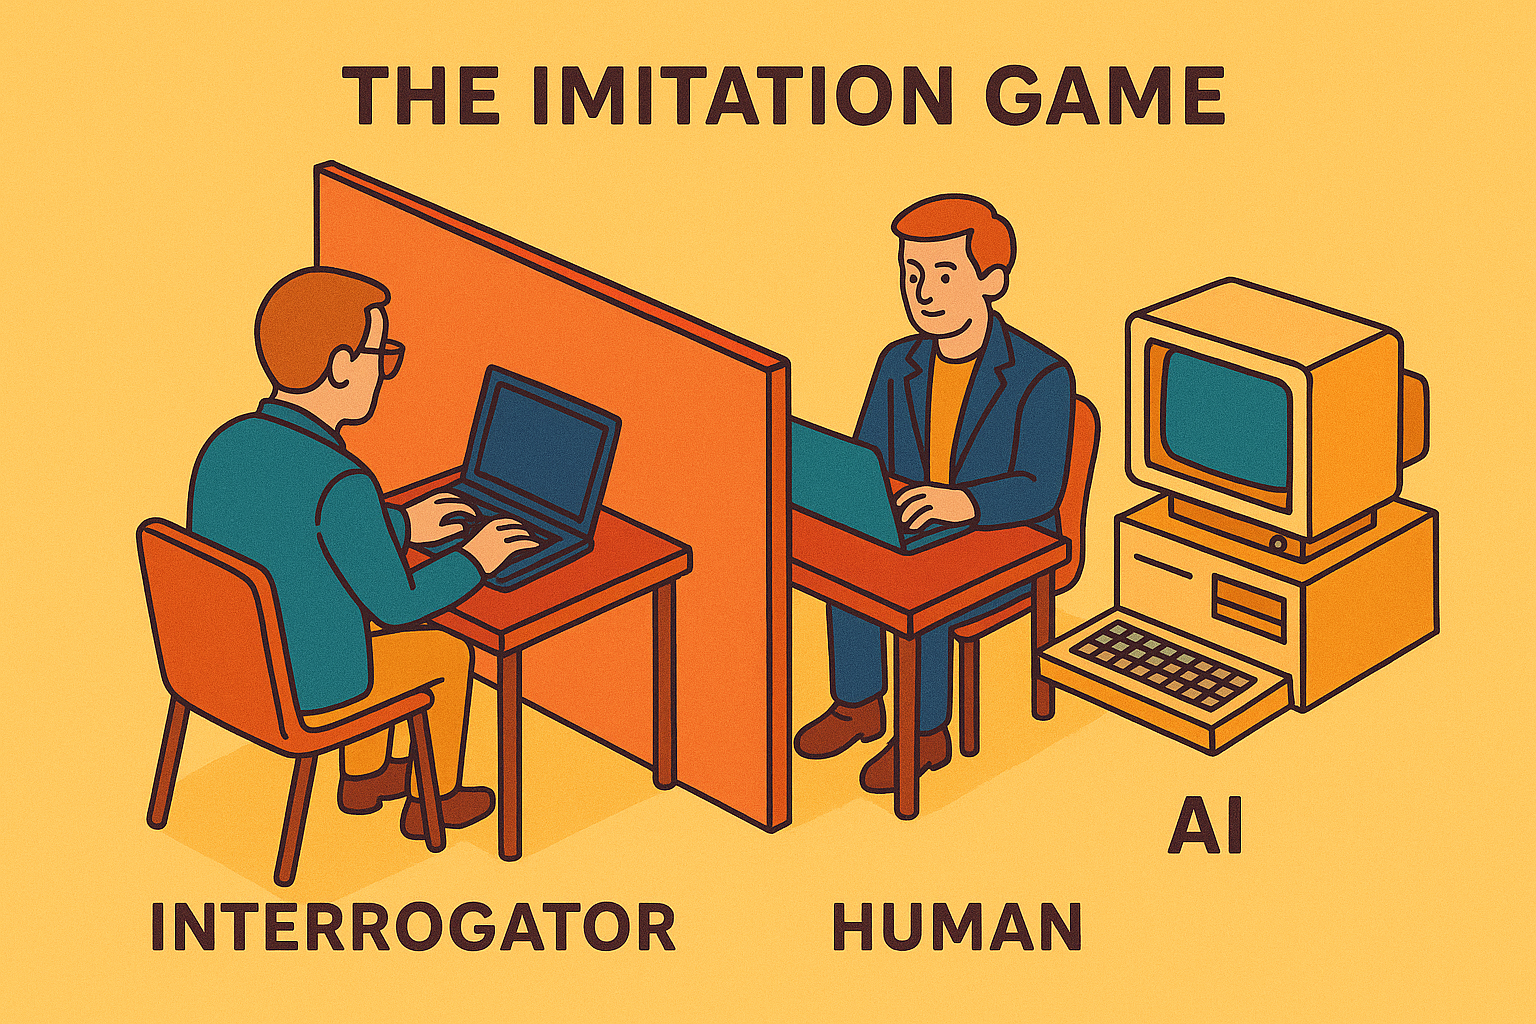 THE IMITATION GAME
AI
INTERROGATOR
HUMAN